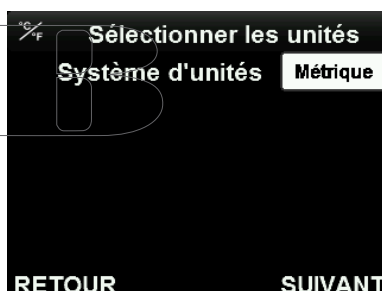 °C/°F Sélectionner les unités
Système d'unités Métrique
RETOUR SUIVANT